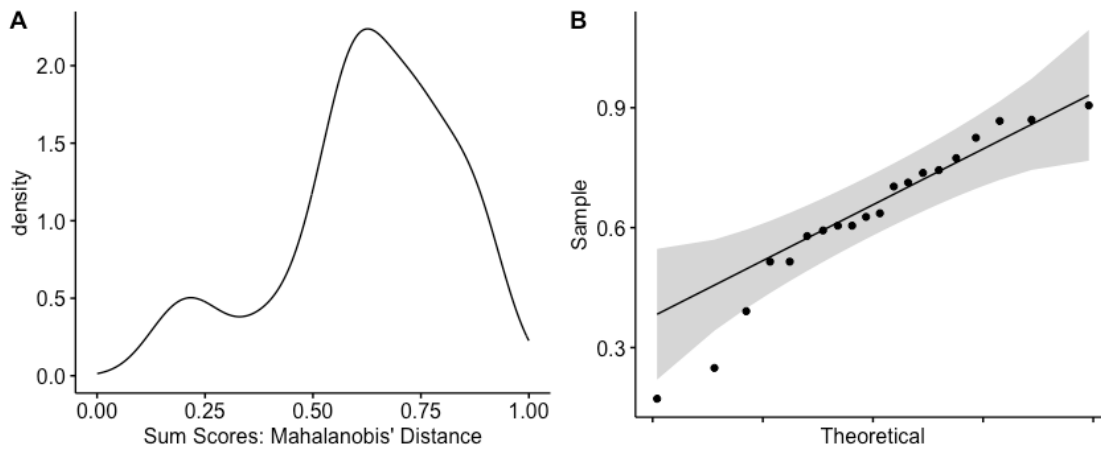 A
density
2.0
1.5
1.0
0.5
0.0
0.00 0.25 0.50 0.75 1.00
Sum Scores: Mahalanobis' Distance
B
Sample
0.9
0.6
0.3
Theoretical